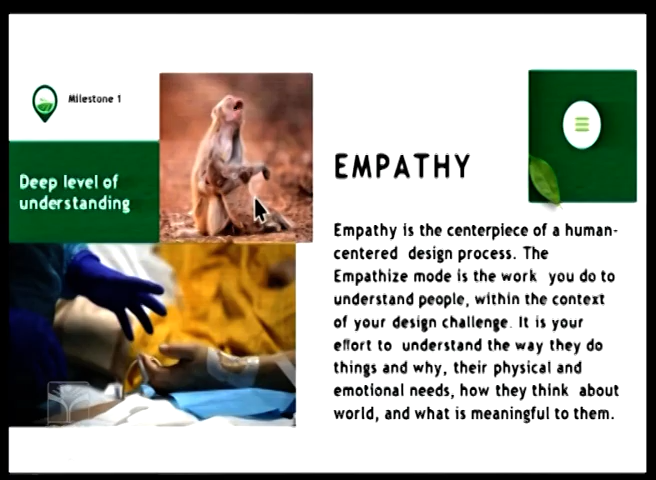 Milestone 1
Deep level of
understanding
EMPATHY
Empathy is the centerpiece of a human-
centered design process. The
Empathize mode is the work you do to
understand people, within the context
of your design challenge. It is your
effort to understand the way they do
things and why, their physical and
emotional needs, how they think about
world, and what is meaningful to them.